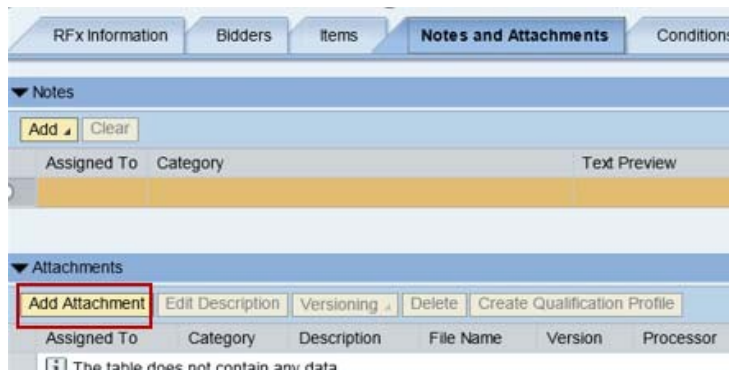 RFx Information Bidders Items Notes and Attachments Conditions
Notes
Add Clear
Assigned To Category Text Preview
Attachments
Add Attachment Edit Description Versioning Delete Create Qualification Profile
Assigned To Category Description File Name Version Processor
The table does not contain any data